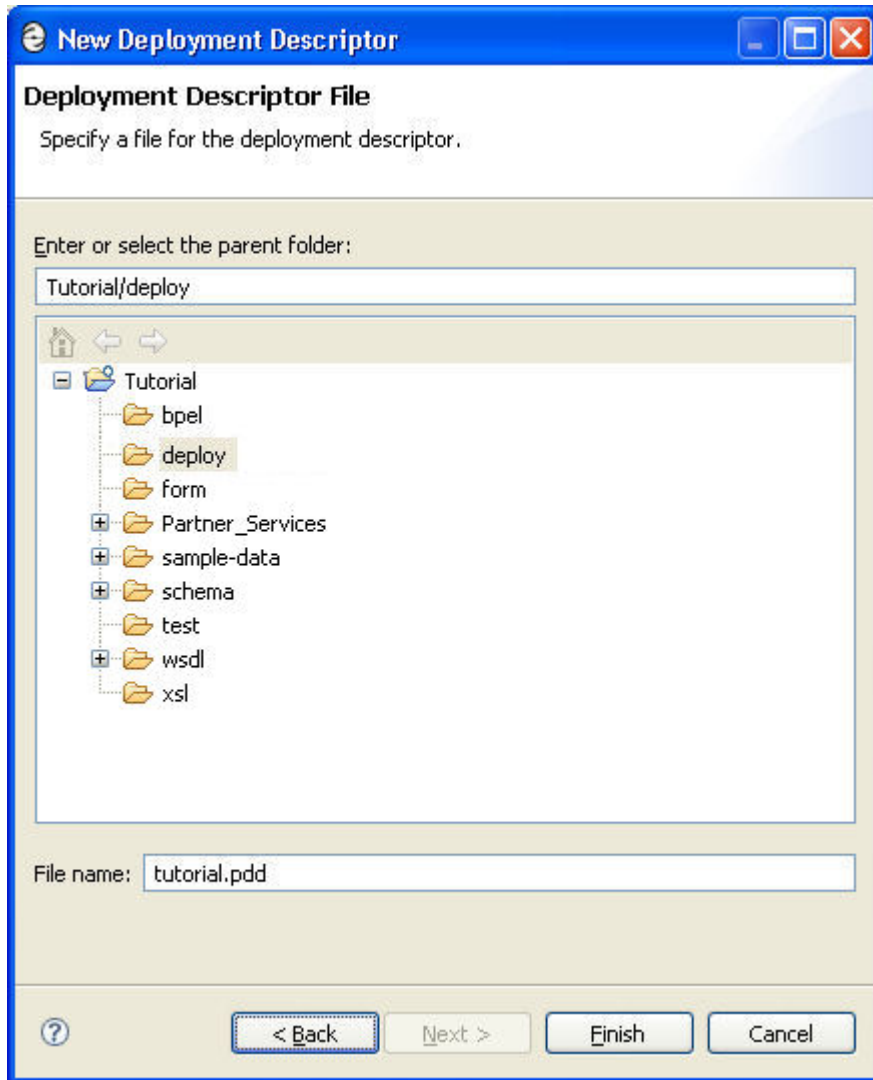 New Deployment Descriptor
Deployment Descriptor File
Specify a file for the deployment descriptor.
Enter or select the parent folder:
Tutorial/deploy
Tutorial
bpel
deploy
form
Partner_Services
sample-data
schema
test
wsdl
xsl
File name: tutorial.pdd
< Back Next > Finish Cancel